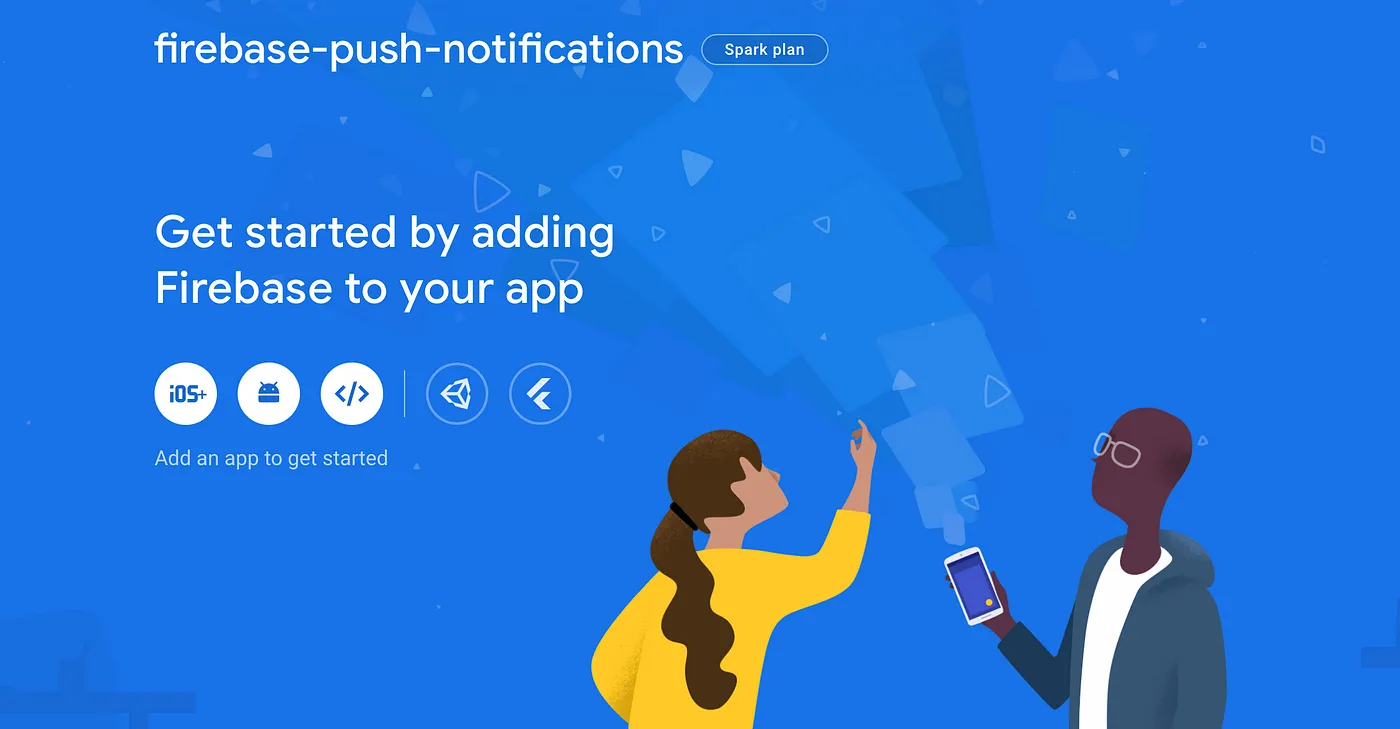 firebase-push-notifications
Spark plan
Get started by adding
Firebase to your app
iOS+
</>
Add an app to get started